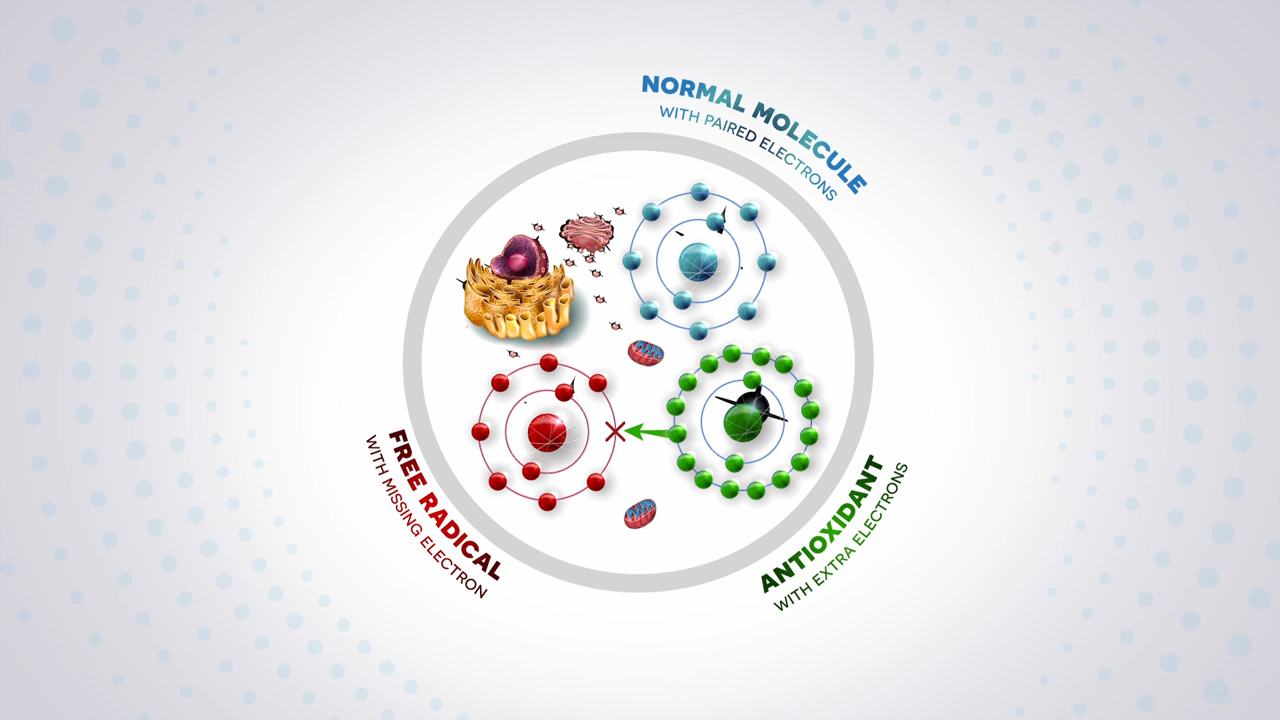 NORMAL MOLECULE
WITH PAIRED ELECTRONS
FREE RADICAL
WITH MISSING ELECTRON
ANTIOXIDANT
WITH EXTRA ELECTRONS